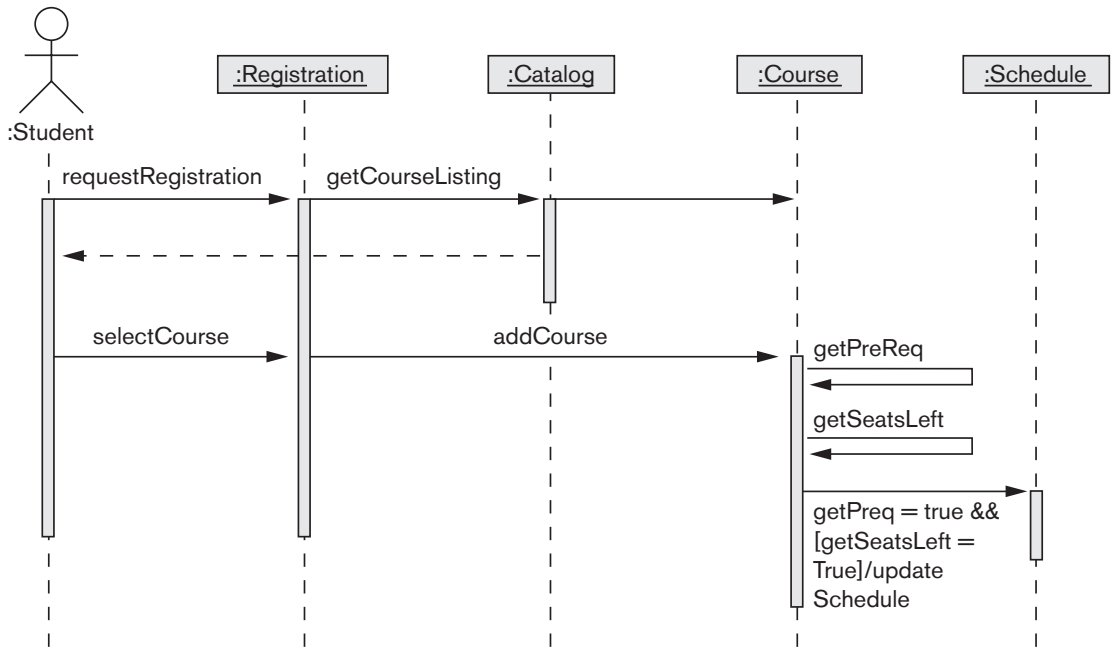 :Registration
:Catalog
:Course
:Schedule
:Student
requestRegistration
getCourseListing
selectCourse
addCourse
getPreReq
getSeatsLeft
getPreq = true &&
[getSeatsLeft =
True]/update
Schedule